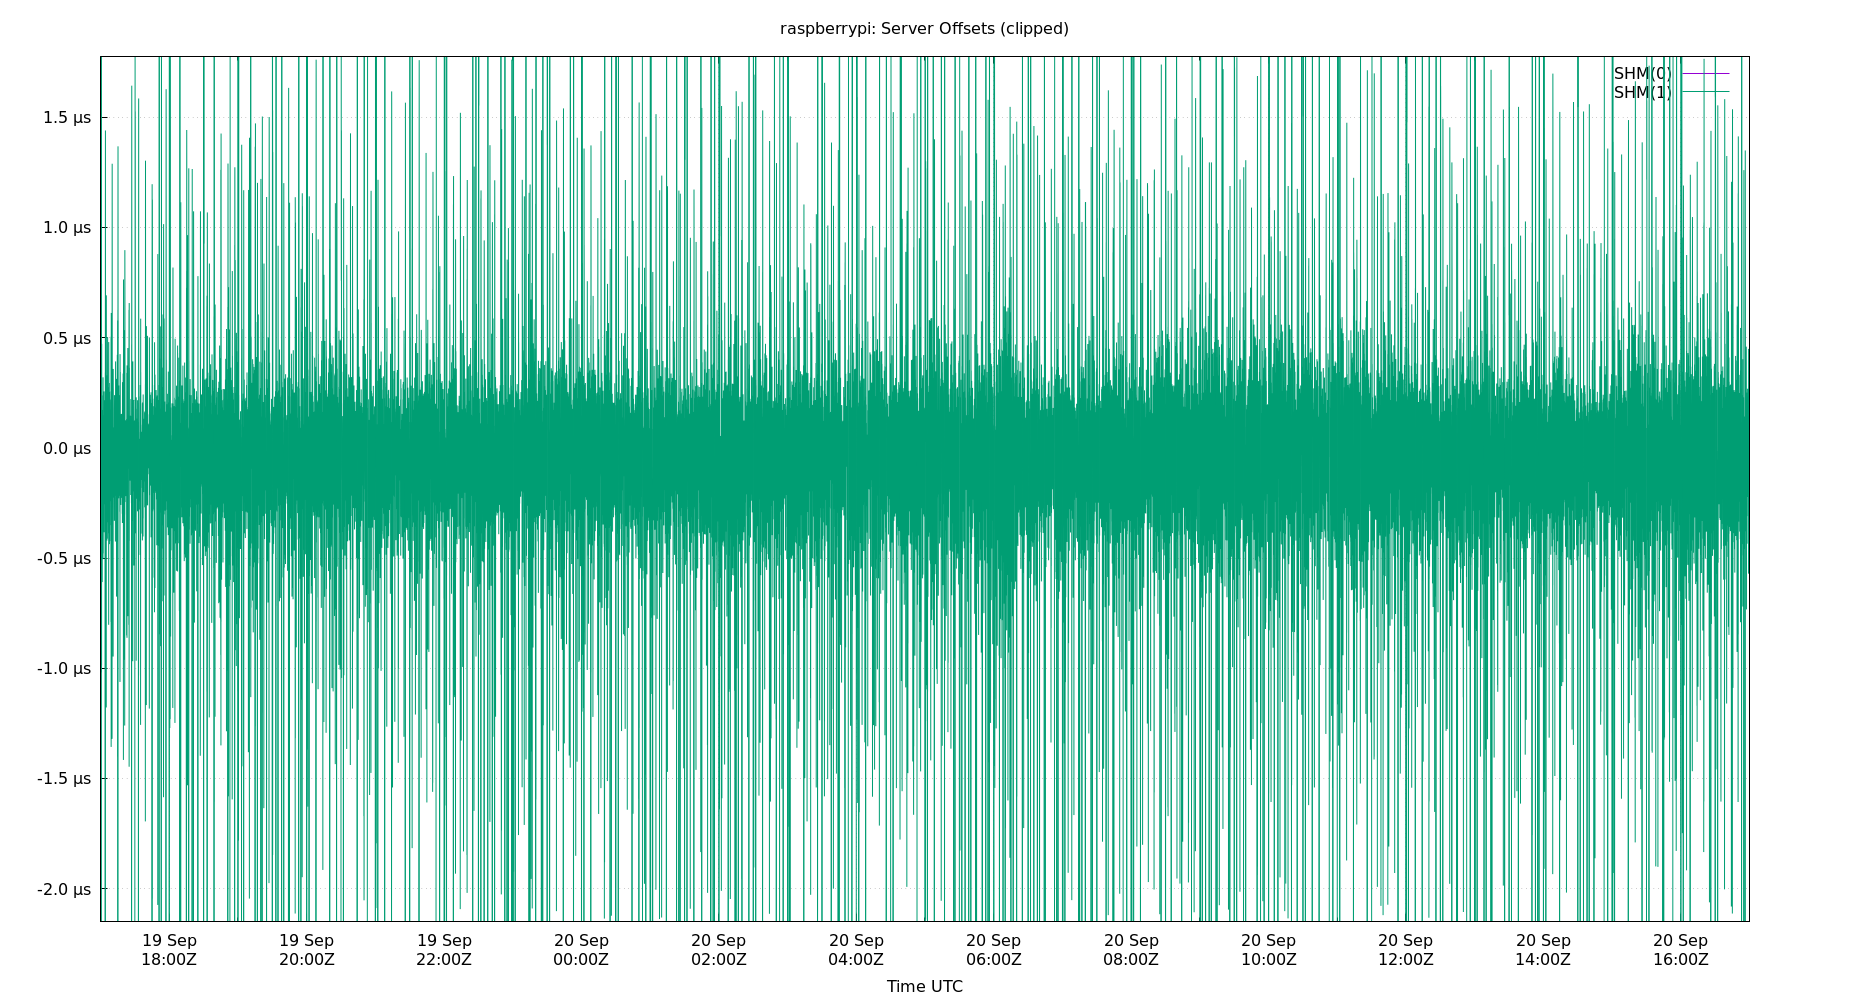 raspberrypi: Server Offsets (clipped)
SHM(0)
SHM(1)
1.5 µs
1.0 µs
0.5 µs
0.0 µs
-0.5 µs
-1.0 µs
-1.5 µs
-2.0 µs
19 Sep 19 Sep 19 Sep 20 Sep 20 Sep 20 Sep 20 Sep 20 Sep 20 Sep 20 Sep 20 Sep 20 Sep
18:00Z 20:00Z 22:00Z 00:00Z 02:00Z 04:00Z 06:00Z 08:00Z 10:00Z 12:00Z 14:00Z 16:00Z
Time UTC